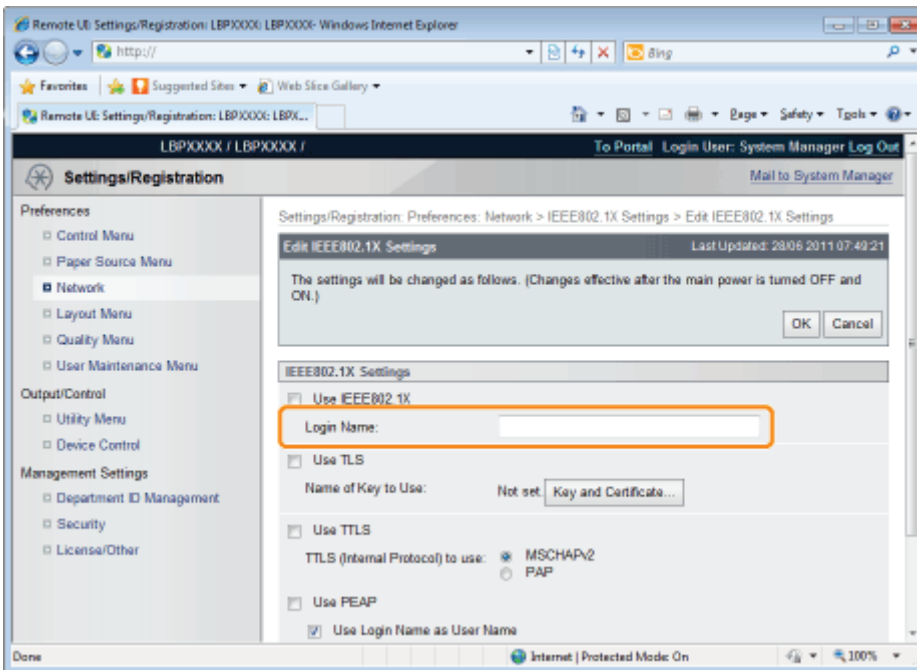 Remote UI: Settings/Registration: LBPXXXX: LBPXXXX- Windows Internet Explorer
http://
Bing
Favorites Suggested Sites Web Slice Gallery
Remote UI: Settings/Registration: LBPXXXX: LBPX...
Page Safety Tools
LBPXXXX / LBPXXXX / To Portal Login User: System Manager Log Out
Settings/Registration Mail to System Manager
Preferences
Control Menu
Paper Source Menu
Network
Layout Menu
Quality Menu
User Maintenance Menu
Output/Control
Utility Menu
Device Control
Management Settings
Department ID Management
Security
License/Other
Settings/Registration: Preferences: Network > IEEE802.1X Settings > Edit IEEE802.1X Settings
Edit IEEE802.1X Settings Last Updated: 28/06 2011 07:49:21
The settings will be changed as follows. (Changes effective after the main power is turned OFF and
ON.)
OK Cancel
IEEE802.1X Settings
Use IEEE802.1X
Login Name:
Use TLS
Name of Key to Use: Not set. Key and Certificate...
Use TTLS
TTLS (Internal Protocol) to use: MSCHAPv2
PAP
Use PEAP
Use Login Name as User Name
Done Internet | Protected Mode: On 100%